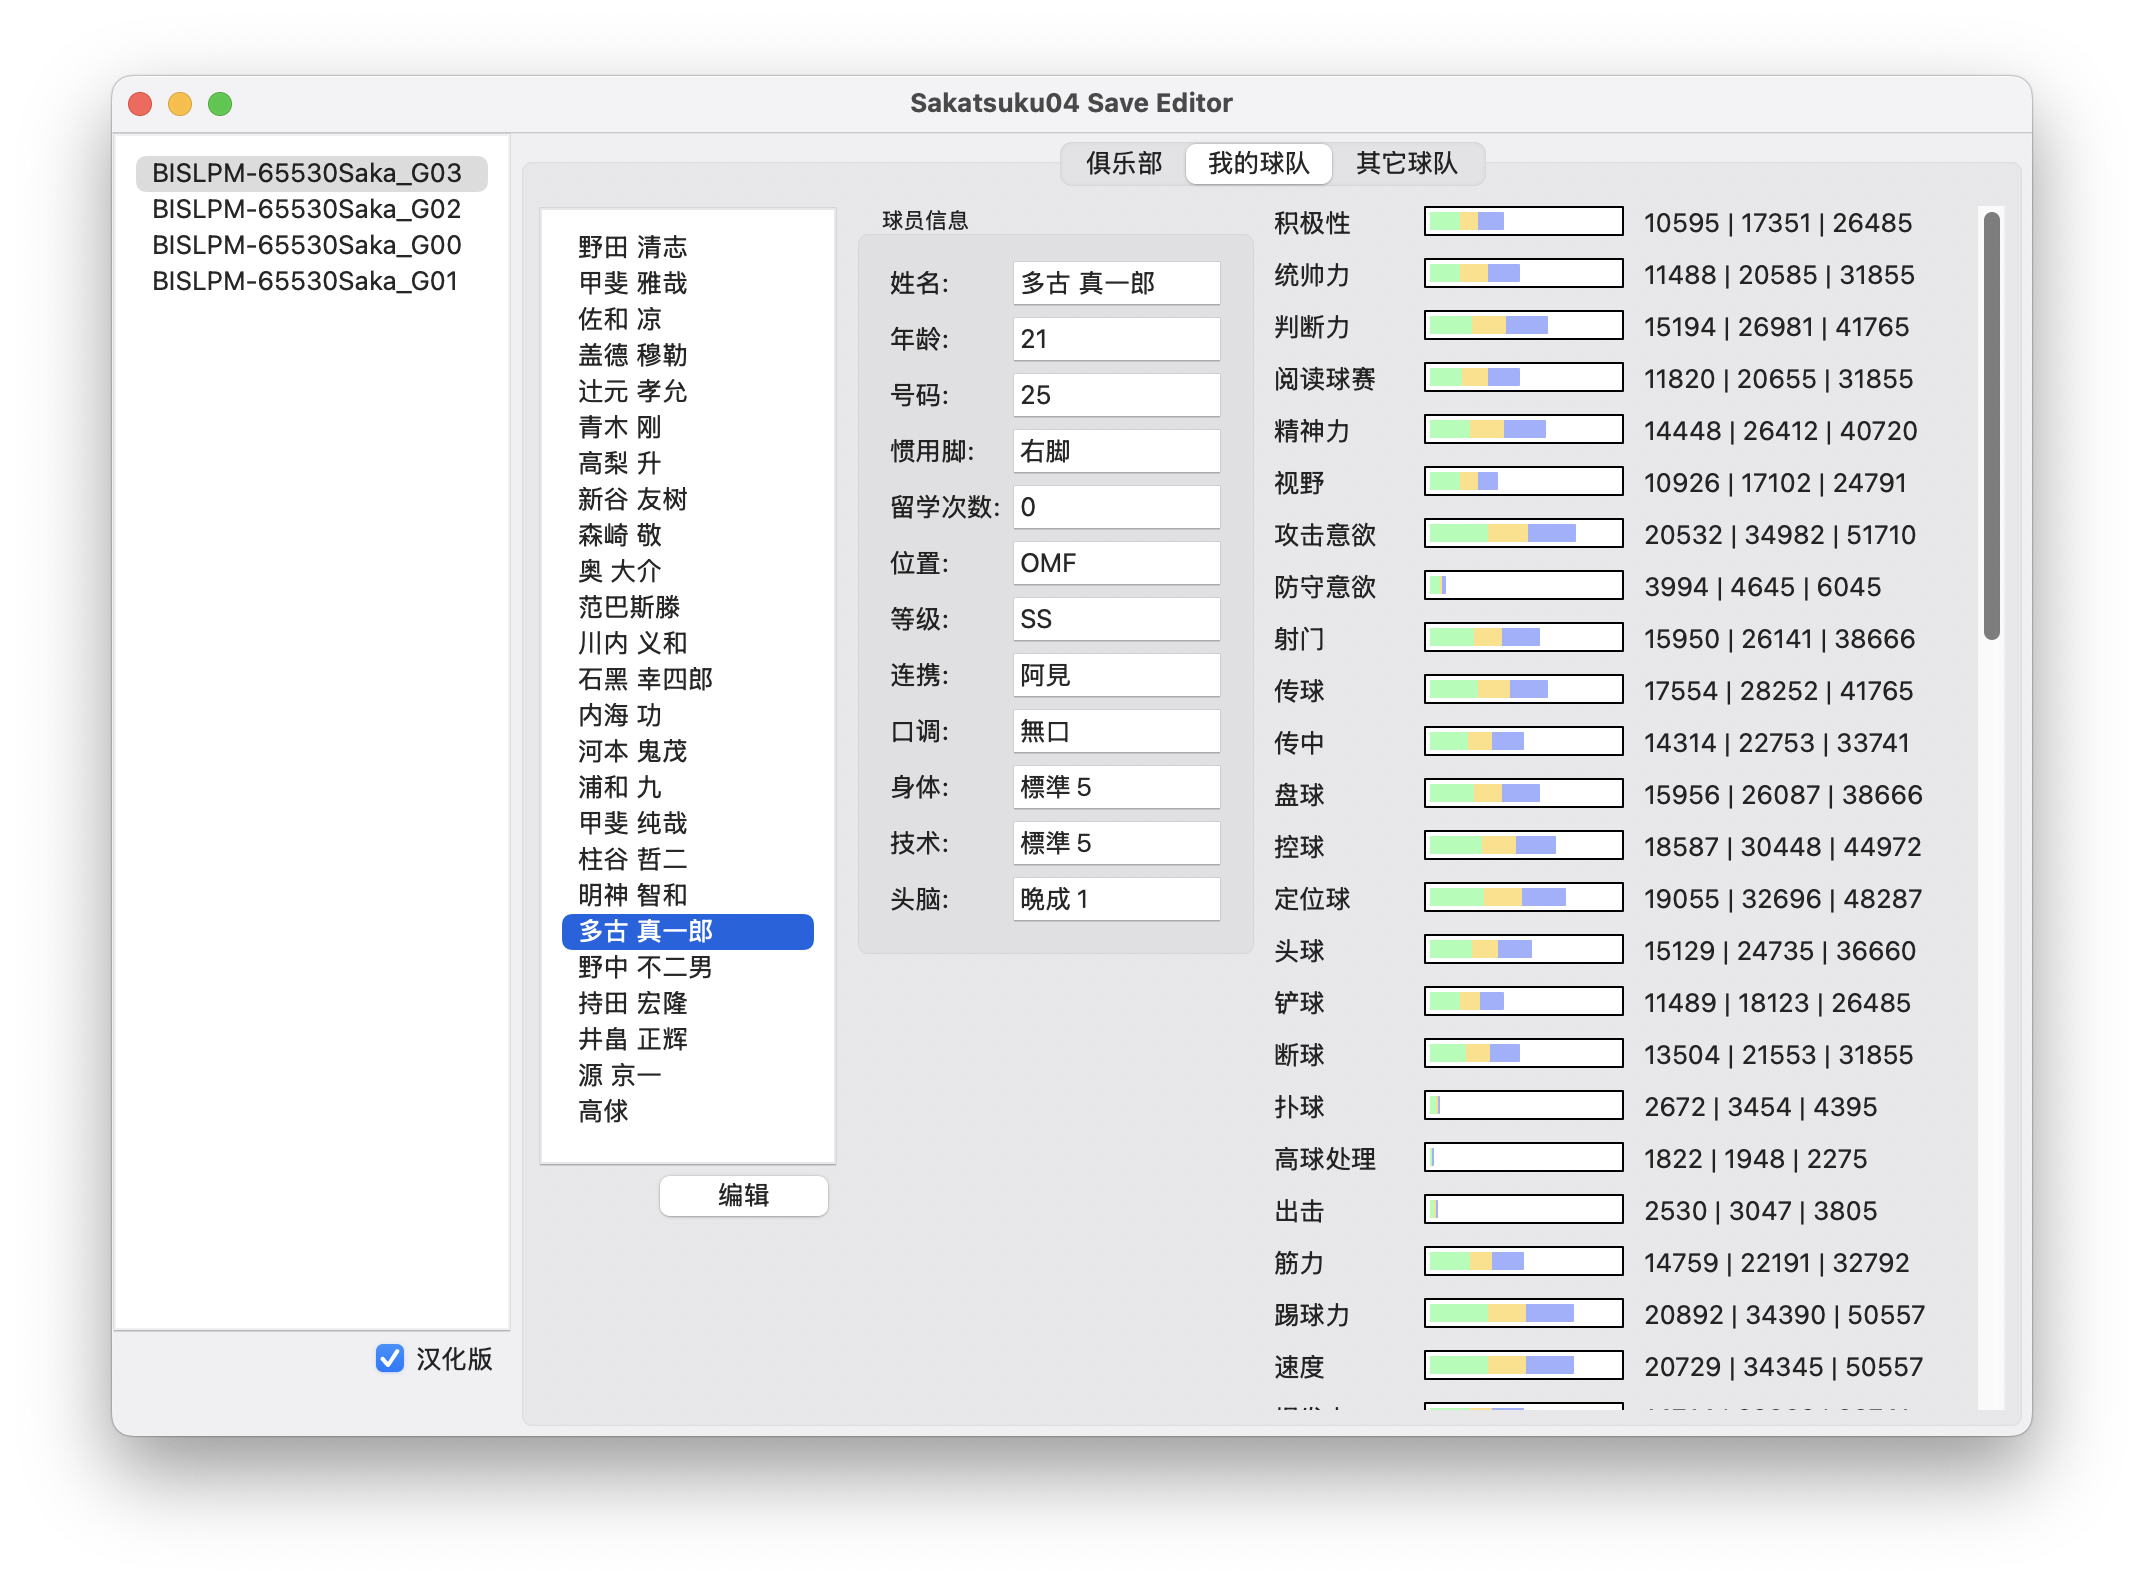 Sakatsuku04 Save Editor
BISLPM-65530Saka_G03
BISLPM-65530Saka_G02
BISLPM-65530Saka_G00
BISLPM-65530Saka_G01
汉化版
俱乐部
我的球队
其它球队
野田 清志
甲斐 雅哉
佐和 凉
盖德 穆勒
辻元 孝允
青木 刚
高梨 升
新谷 友树
森崎 敬
奥 大介
范巴斯滕
川内 义和
石黑 幸四郎
内海 功
河本 鬼茂
浦和 九
甲斐 纯哉
柱谷 哲二
明神 智和
多古 真一郎
野中 不二男
持田 宏隆
井畠 正辉
源 京一
高俅
编辑
球员信息
姓名: 多古 真一郎
年龄: 21
号码: 25
惯用脚: 右脚
留学次数: 0
位置: OMF
等级: SS
连携: 阿見
口调: 無口
身体: 標準 5
技术: 標準 5
头脑: 晩成 1
积极性 10595 | 17351 | 26485
统帅力 11488 | 20585 | 31855
判断力 15194 | 26981 | 41765
阅读球赛 11820 | 20655 | 31855
精神力 14448 | 26412 | 40720
视野 10926 | 17102 | 24791
攻击意欲 20532 | 34982 | 51710
防守意欲 3994 | 4645 | 6045
射门 15950 | 26141 | 38666
传球 17554 | 28252 | 41765
传中 14314 | 22753 | 33741
盘球 15956 | 26087 | 38666
控球 18587 | 30448 | 44972
定位球 19055 | 32696 | 48287
头球 15129 | 24735 | 36660
铲球 11489 | 18123 | 26485
断球 13504 | 21553 | 31855
扑球 2672 | 3454 | 4395
高球处理 1822 | 1948 | 2275
出击 2530 | 3047 | 3805
筋力 14759 | 22191 | 32792
踢球力 20892 | 34390 | 50557
速度 20729 | 34345 | 50557